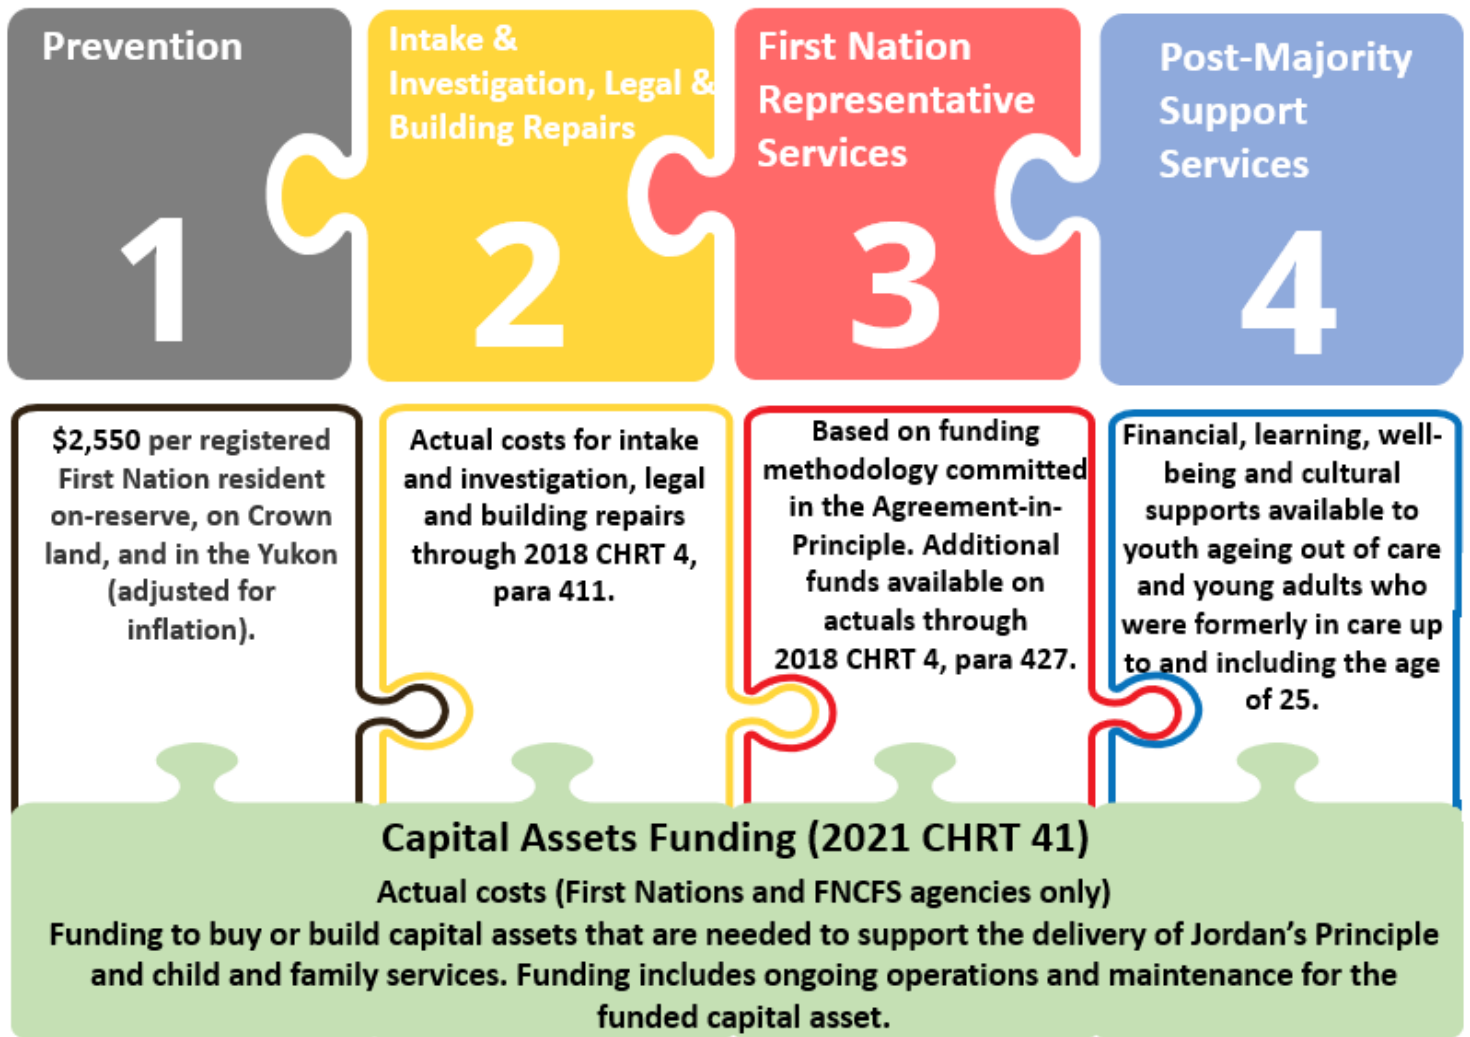 Prevention
1
$2,550 per registered
First Nation resident
on-reserve, on Crown
land, and in the Yukon
(adjusted for
inflation).
Intake &
Investigation, Legal &
Building Repairs
2
Actual costs for intake
and investigation, legal
and building repairs
through 2018 CHRT 4,
para 411.
First Nation
Representative
Services
3
Based on funding
methodology committed
in the Agreement-in-
Principle. Additional
funds available on
actuals through
2018 CHRT 4, para 427.
Post-Majority
Support
Services
4
Financial, learning, well-
being and cultural
supports available to
youth ageing out of care
and young adults who
were formerly in care up
to and including the age
of 25.
Capital Assets Funding (2021 CHRT 41)
Actual costs (First Nations and FNCFS agencies only)
Funding to buy or build capital assets that are needed to support the delivery of Jordan’s Principle
and child and family services. Funding includes ongoing operations and maintenance for the
funded capital asset.